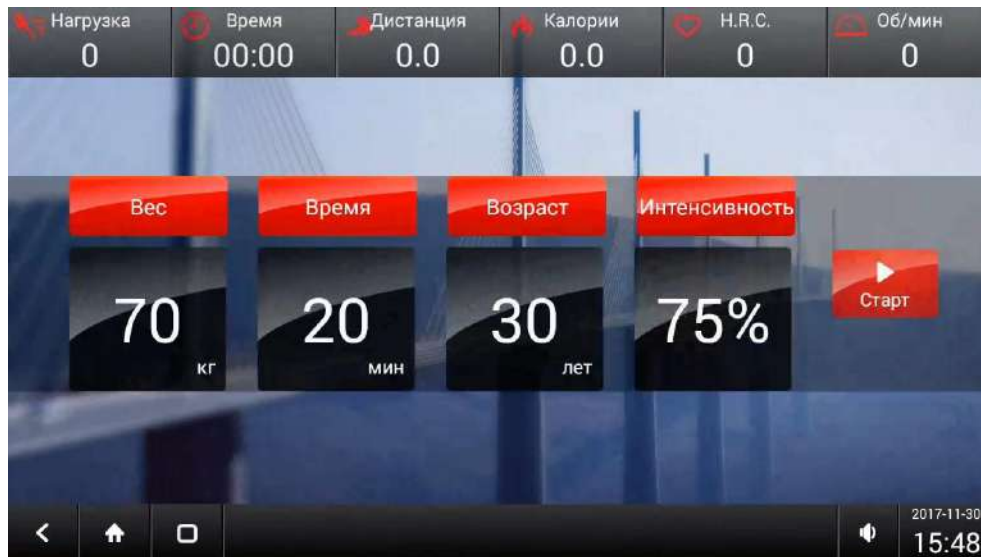 Нагрузка Время Дистанция Калории H.R.C. Об/мин
0 00:00 0.0 0.0 0 0
Вес Время Возраст Интенсивность
70 кг 20 мин 30 лет 75%
Старт
2017-11-30
15:48